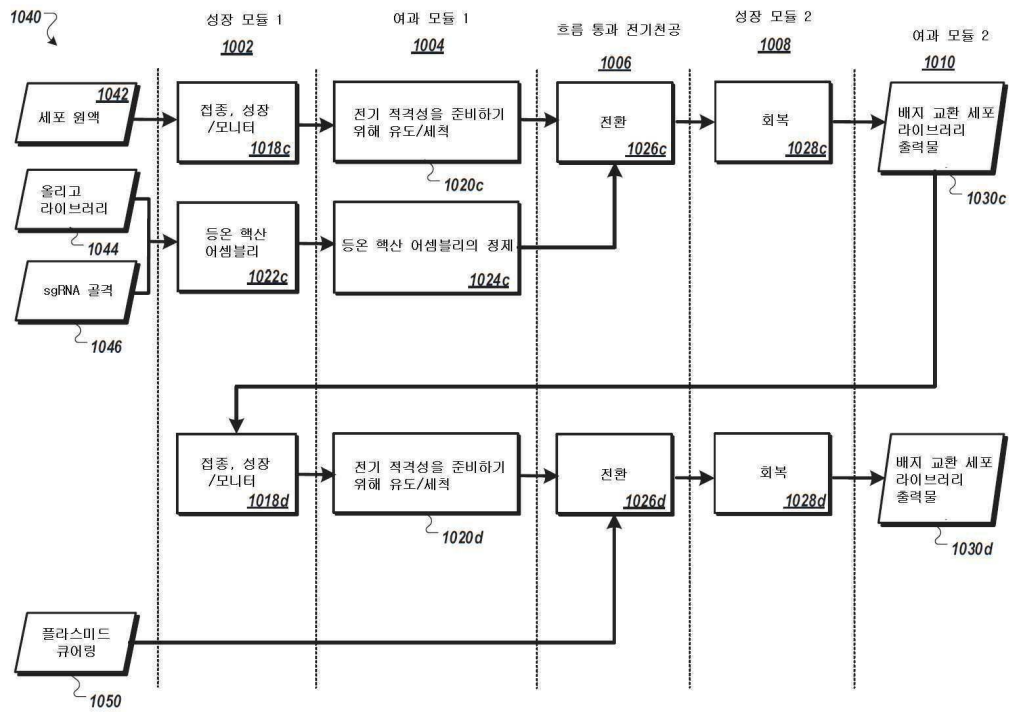 1040
성장 모듈 1
1002
여과 모듈 1
1004
흐름 통과 전기천공
1006
성장 모듈 2
1008
여과 모듈 2
1010
1042
세포 원액
접종, 성장
/모니터
1018c
전기 적격성을 준비하기
위해 유도/세척
1020c
전환
1026c
회복
1028c
배지 교환 세포
라이브러리
출력물
1030c
올리고
라이브러리
1044
sgRNA 골격
1046
등온 핵산
어셈블리
1022c
등온 핵산 어셈블리의 정제
1024c
접종, 성장
/모니터
1018d
전기 적격성을 준비하기
위해 유도/세척
1020d
전환
1026d
회복
1028d
배지 교환 세포
라이브러리
출력물
1030d
플라스미드
큐어링
1050